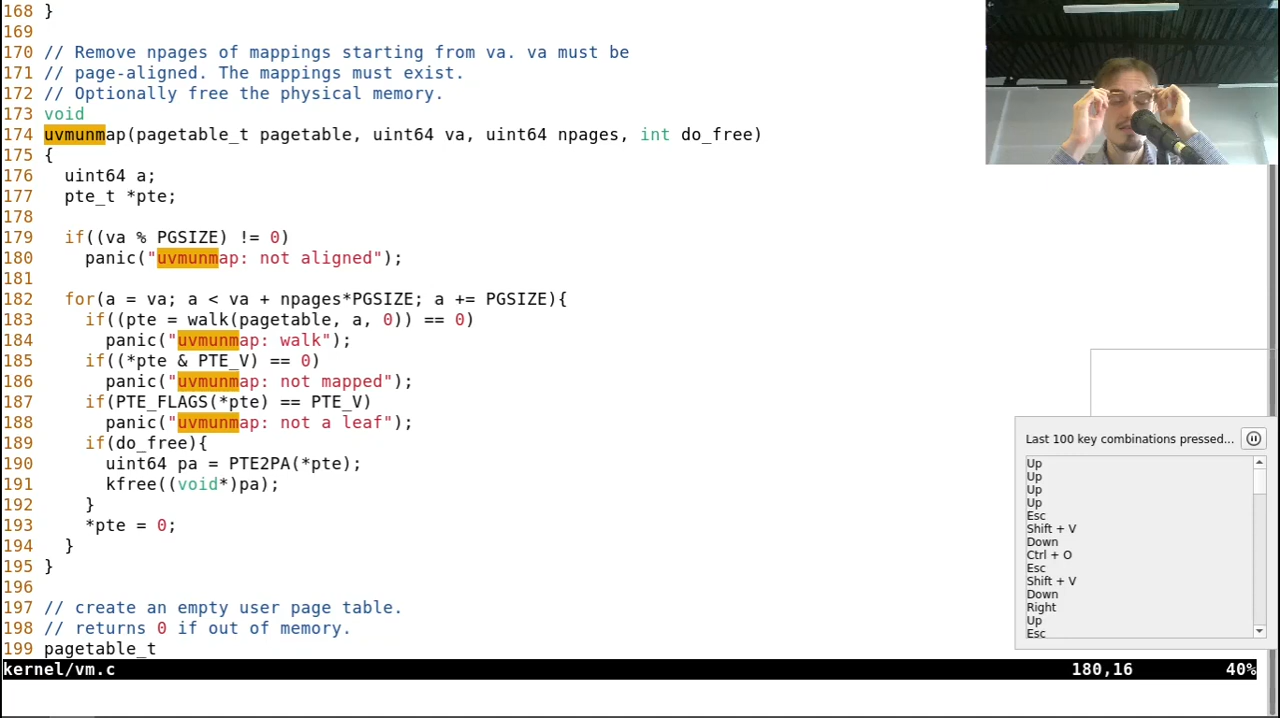 168 }
169
170 // Remove npages of mappings starting from va. va must be
171 // page-aligned. The mappings must exist.
172 // Optionally free the physical memory.
173 void
174 uvmunmap(pagetable_t pagetable, uint64 va, uint64 npages, int do_free)
175 {
176   uint64 a;
177   pte_t *pte;
178
179   if((va % PGSIZE) != 0)
180     panic("uvmunmap: not aligned");
181
182   for(a = va; a < va + npages*PGSIZE; a += PGSIZE){
183     if((pte = walk(pagetable, a, 0)) == 0)
184       panic("uvmunmap: walk");
185     if((*pte & PTE_V) == 0)
186       panic("uvmunmap: not mapped");
187     if(PTE_FLAGS(*pte) == PTE_V)
188       panic("uvmunmap: not a leaf");
189     if(do_free){
190       uint64 pa = PTE2PA(*pte);
191       kfree((void*)pa);
192     }
193     *pte = 0;
194   }
195 }
196
197 // create an empty user page table.
198 // returns 0 if out of memory.
199 pagetable_t
kernel/vm.c 180,16 40%
Last 100 key combinations pressed...
Up
Up
Up
Up
Esc
Shift + V
Down
Ctrl + O
Esc
Shift + V
Down
Right
Up
Esc